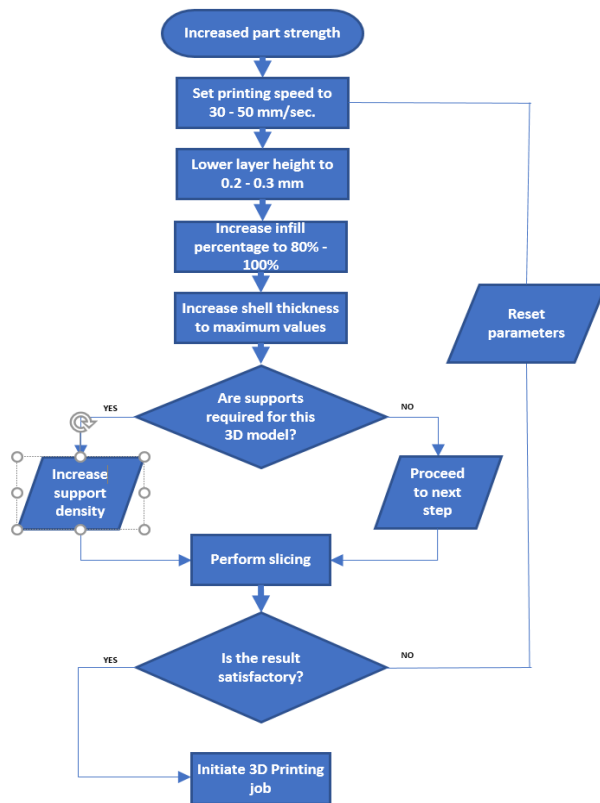 Increased part strength
Set printing speed to
30 - 50 mm/sec.
Lower layer height to
0.2 - 0.3 mm
Increase infill
percentage to 80% -
100%
Increase shell thickness
to maximum values
Reset
parameters
Are supports
required for this
3D model?
YES
NO
Increase
support
density
Proceed
to next
step
Perform slicing
Is the result
satisfactory?
YES
NO
Initiate 3D Printing
job